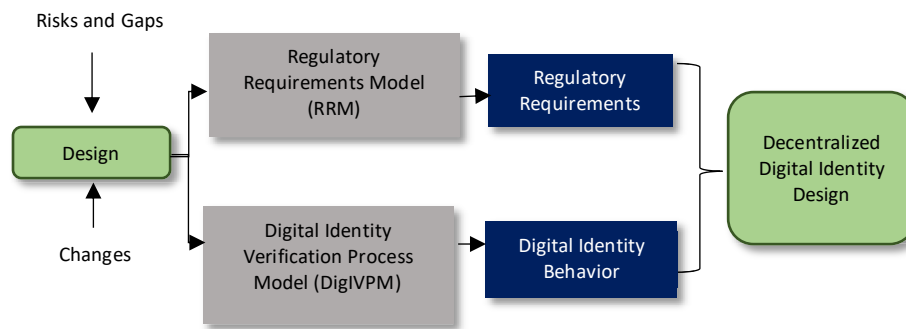 Risks and Gaps
Design
Changes
Regulatory
Requirements Model
(RRM)
Regulatory
Requirements
Digital Identity
Verification Process
Model (DigIVPM)
Digital Identity
Behavior
Decentralized
Digital Identity
Design